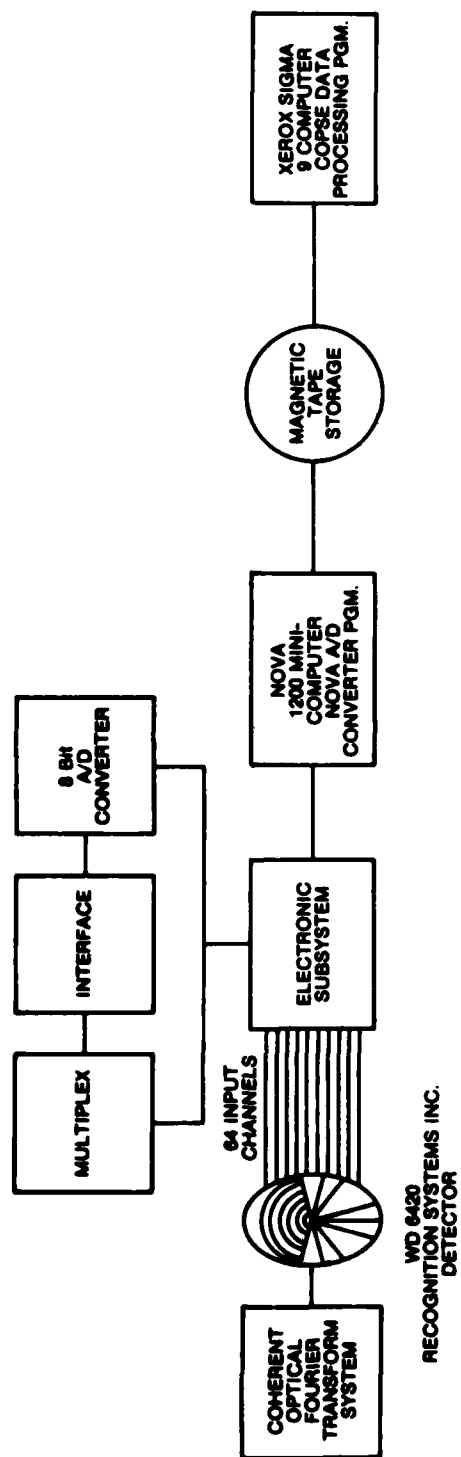 MULTIPLEX
INTERFACE
8 Bit
A/D
CONVERTER
COHERENT
OPTICAL
FOURIER
TRANSFORM
SYSTEM
WD 6420
RECOGNITION SYSTEMS INC.
DETECTOR
64 INPUT
CHANNELS
ELECTRONIC
SUBSYSTEM
NOVA
1200 MINI-
COMPUTER
NOVA A/D
CONVERTER PGM.
MAGNETIC
TAPE
STORAGE
XEROX SIGMA
9 COMPUTER
COPSE DATA
PROCESSING PGM.